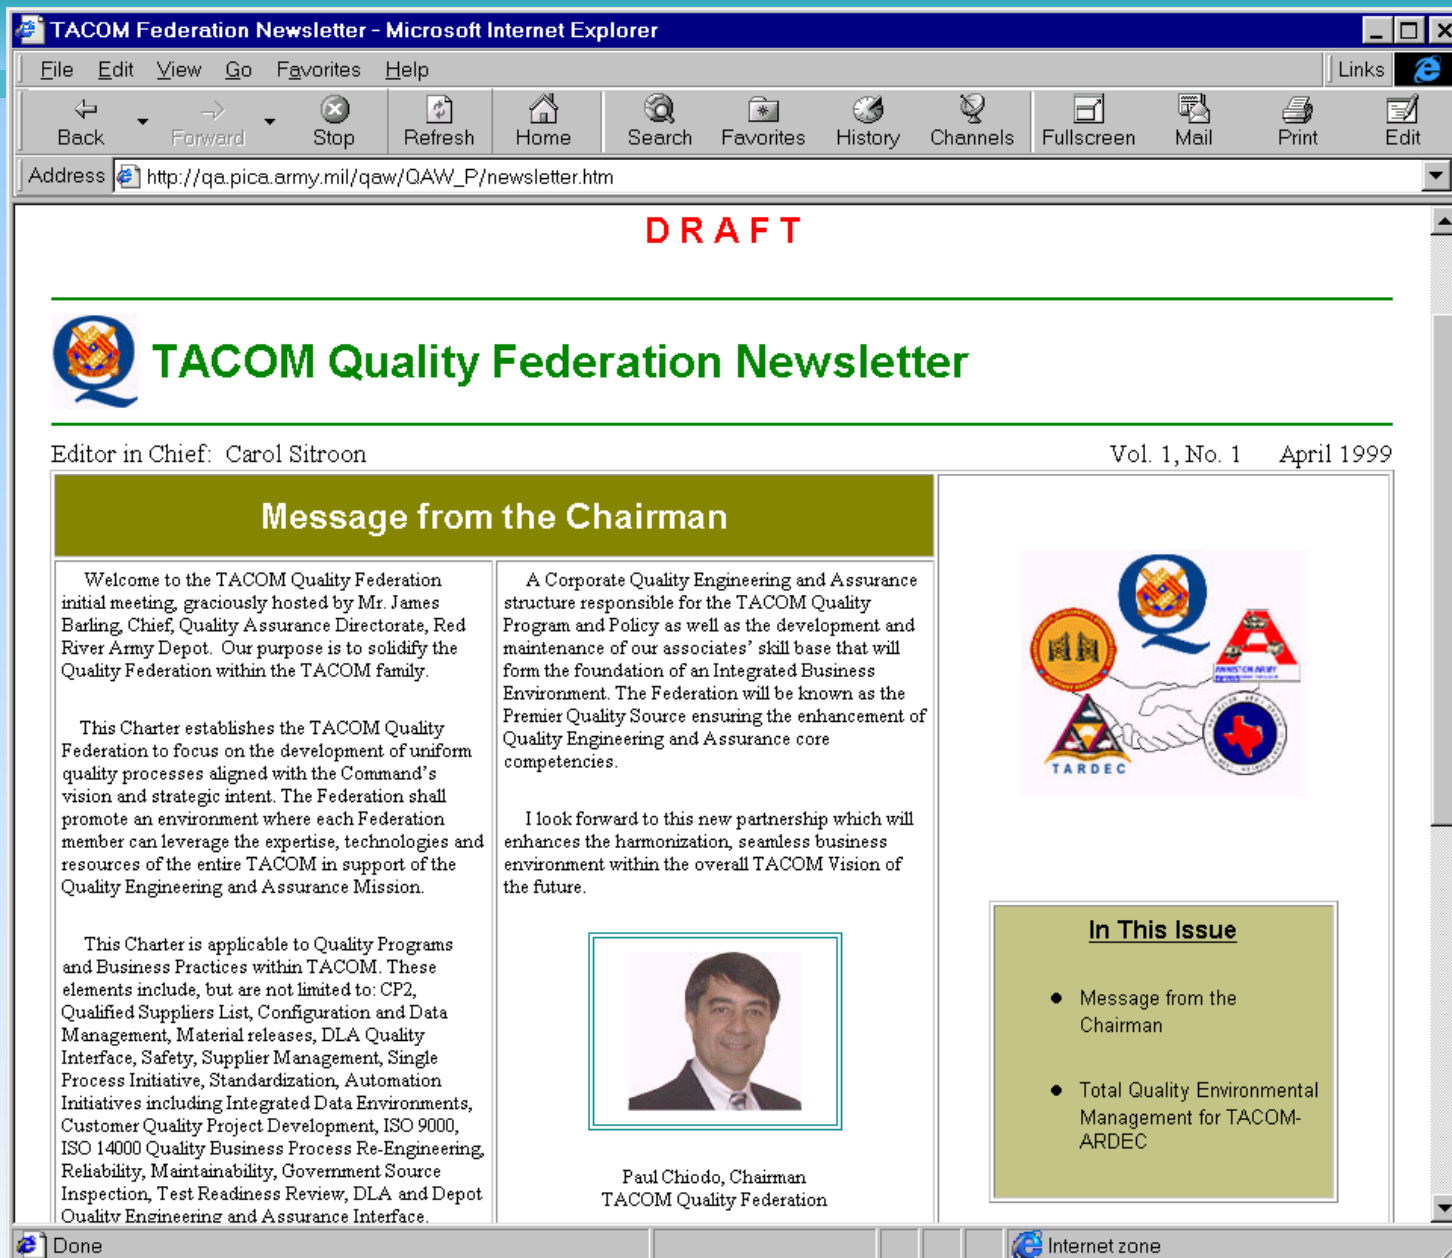 TACOM Federation Newsletter - Microsoft Internet Explorer
File Edit View Go Favorites Help Links
Back Forward Stop Refresh Home Search Favorites History Channels Fullscreen Mail Print Edit
Address http://qa.pica.army.mil/qaw/QAW_P/newsletter.htm
D R A F T
TACOM Quality Federation Newsletter
Editor in Chief: Carol Sitroon Vol. 1, No. 1 April 1999
Message from the Chairman
Welcome to the TACOM Quality Federation
initial meeting, graciously hosted by Mr. James
Barling, Chief, Quality Assurance Directorate, Red
River Army Depot. Our purpose is to solidify the
Quality Federation within the TACOM family.
This Charter establishes the TACOM Quality
Federation to focus on the development of uniform
quality processes aligned with the Command's
vision and strategic intent. The Federation shall
promote an environment where each Federation
member can leverage the expertise, technologies and
resources of the entire TACOM in support of the
Quality Engineering and Assurance Mission.
This Charter is applicable to Quality Programs
and Business Practices within TACOM. These
elements include, but are not limited to: CP2,
Qualified Suppliers List, Configuration and Data
Management, Material releases, DLA Quality
Interface, Safety, Supplier Management, Single
Process Initiative, Standardization, Automation
Initiatives including Integrated Data Environments,
Customer Quality Project Development, ISO 9000,
ISO 14000 Quality Business Process Re-Engineering,
Reliability, Maintainability, Government Source
Inspection, Test Readiness Review, DLA and Depot
Quality Engineering and Assurance Interface.
A Corporate Quality Engineering and Assurance
structure responsible for the TACOM Quality
Program and Policy as well as the development and
maintenance of our associates' skill base that will
form the foundation of an Integrated Business
Environment. The Federation will be known as the
Premier Quality Source ensuring the enhancement of
Quality Engineering and Assurance core
competencies.
I look forward to this new partnership which will
enhances the harmonization, seamless business
environment within the overall TACOM Vision of
the future.
Paul Chiodo, Chairman
TACOM Quality Federation
Q
A
ANNISTON ARMY
TARDEC
In This Issue
● Message from the
Chairman
● Total Quality Environmental
Management for TACOM-
ARDEC
Done Internet zone